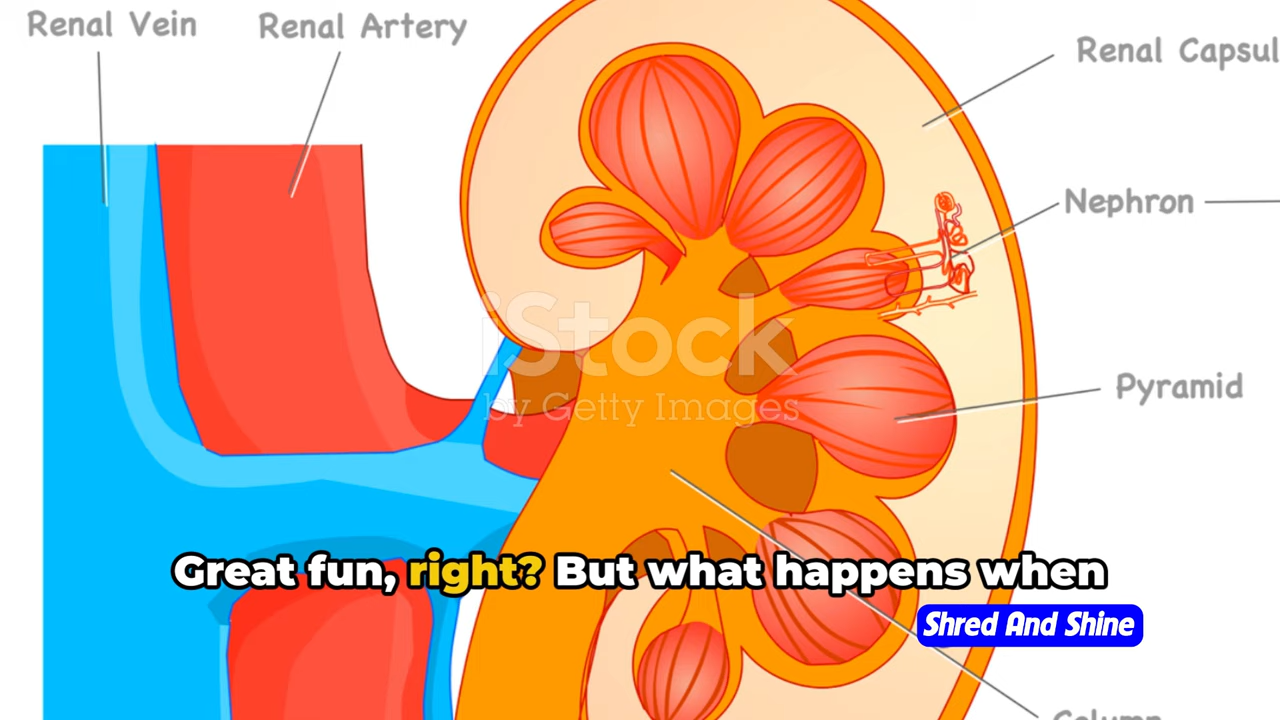 Renal Vein
Renal Artery
Renal Capsul
Nephron
iStock
by Getty Images
Pyramid
Great fun, right? But what happens when
Shred And Shine
Column